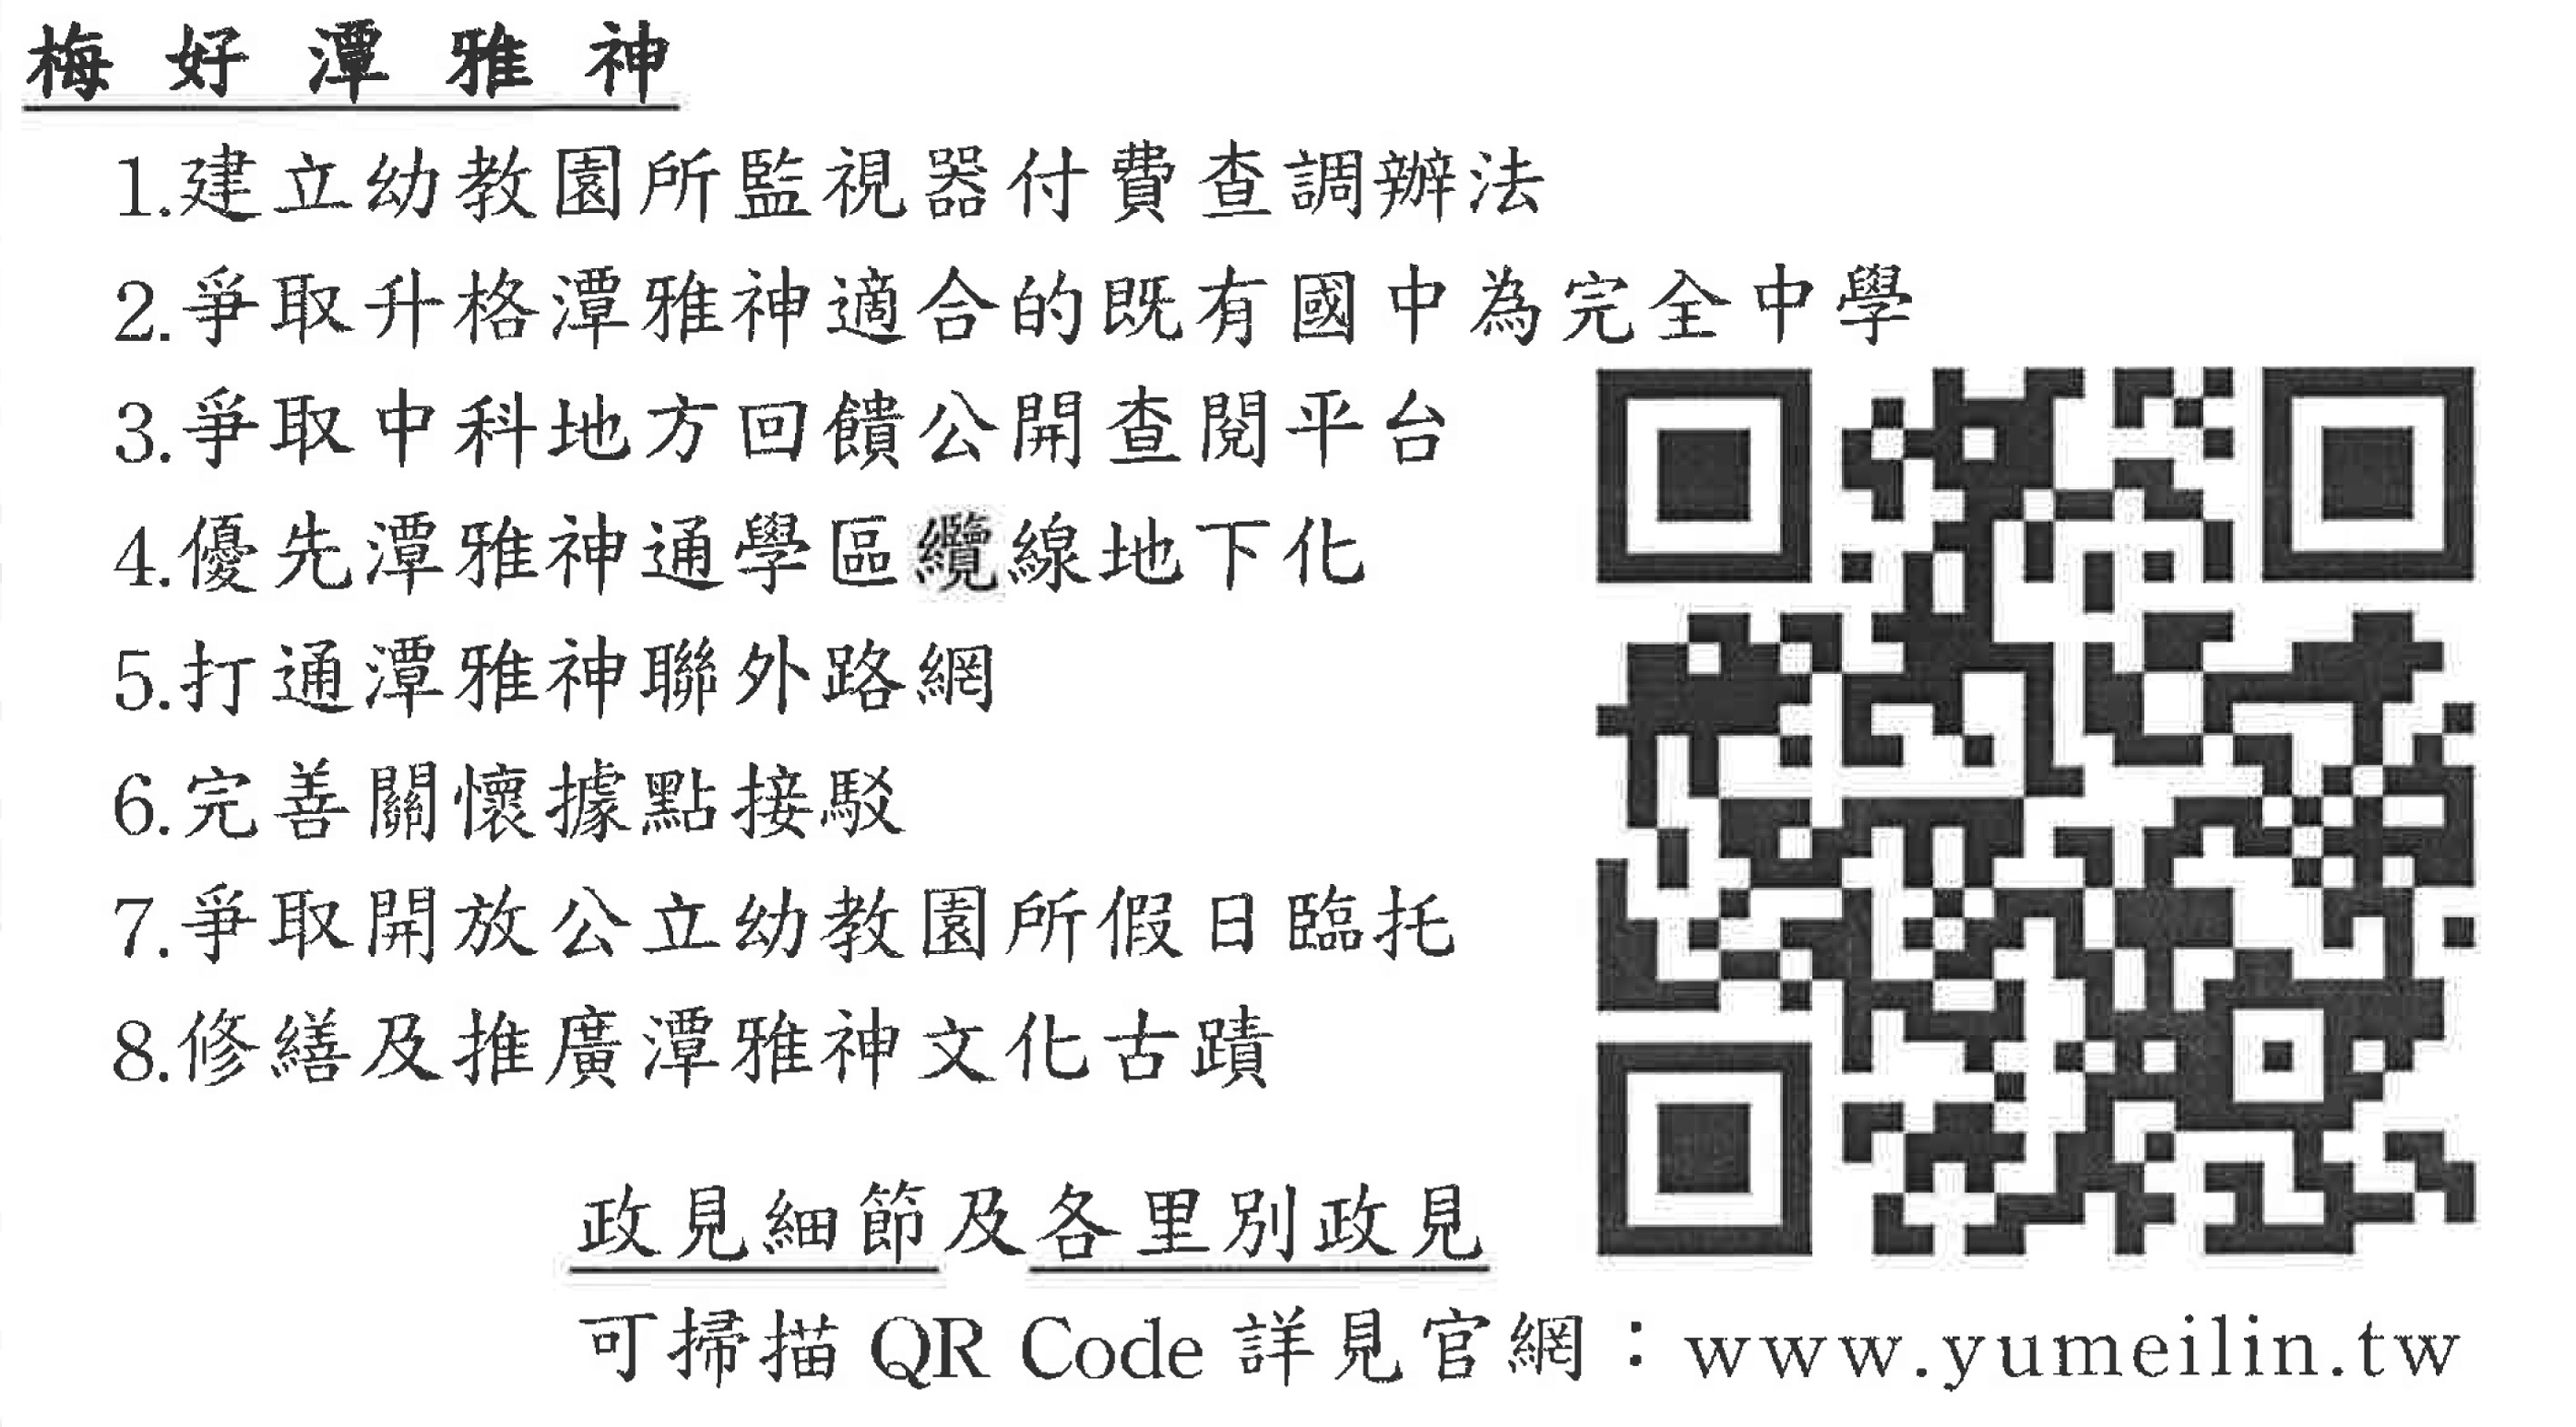 梅好潭雅神
1.建立幼教園所監視器付費查調辦法
2.爭取升格潭雅神適合的既有國中為完全中學
3.爭取中科地方回饋公開查閱平台
4.優先潭雅神通學區纜線地下化
5.打通潭雅神聯外路網
6.完善關懷據點接駁
7.爭取開放公立幼教園所假日臨托
8.修繕及推廣潭雅神文化古蹟
政見細節及各里別政見
可掃描 QR Code 詳見官網：www.yumeilin.tw